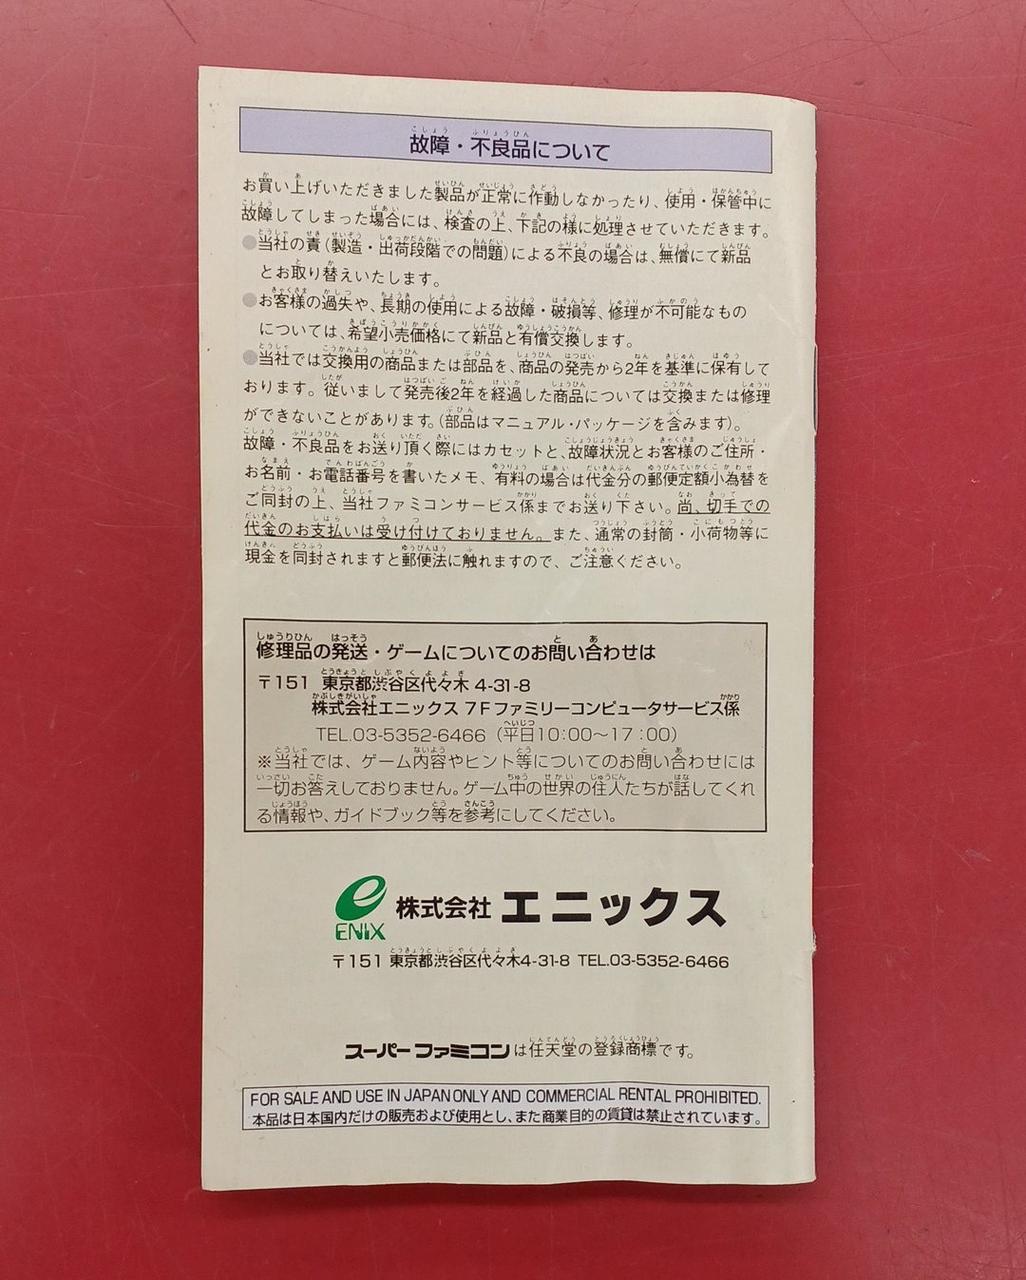 故障・不良品について
お買い上げいただきました製品が正常に作動しなかったり、使用・保管中に
故障してしまった場合には、検査の上、下記の様に処理させていただきます。
●当社の責(製造・出荷段階での問題)による不良の場合は、無償にて新品
とお取り替えいたします。
●お客様の過失や、長期の使用による故障・破損等、修理が不可能なもの
については、希望小売価格にて新品と有償交換します。
●当社では交換用の商品または部品を、商品の発売から2年を基準に保有して
おります。従いまして発売後2年を経過した商品については交換または修理
ができないことがあります。(部品はマニュアル・パッケージを含みます)。
故障・不良品をお送り頂く際にはカセットと、故障状況とお客様のご住所・
お名前・お電話番号を書いたメモ、有料の場合は代金分の郵便定額小為替を
ご同封の上、当社ファミコンサービス係までお送り下さい。尚、切手での
代金のお支払いは受け付けておりません。また、通常の封筒・小荷物等に
現金を同封されますと郵便法に触れますので、ご注意ください。
修理品の発送・ゲームについてのお問い合わせは
〒151 東京都渋谷区代々木 4-31-8
株式会社エニックス 7Fファミリーコンピュータサービス係
TEL.03-5352-6466(平日10:00〜17:00)
※当社では、ゲーム内容やヒント等についてのお問い合わせには
一切お答えしておりません。ゲーム中の世界の住人たちが話してくれ
る情報や、ガイドブック等を参考にしてください。
ENIX 株式会社 エニックス
〒151 東京都渋谷区代々木4-31-8 TEL.03-5352-6466
スーパーファミコンは任天堂の登録商標です。
FOR SALE AND USE IN JAPAN ONLY AND COMMERCIAL RENTAL PROHIBITED.
本品は日本国内だけの販売および使用とし、また商業目的の賃貸は禁止されています。